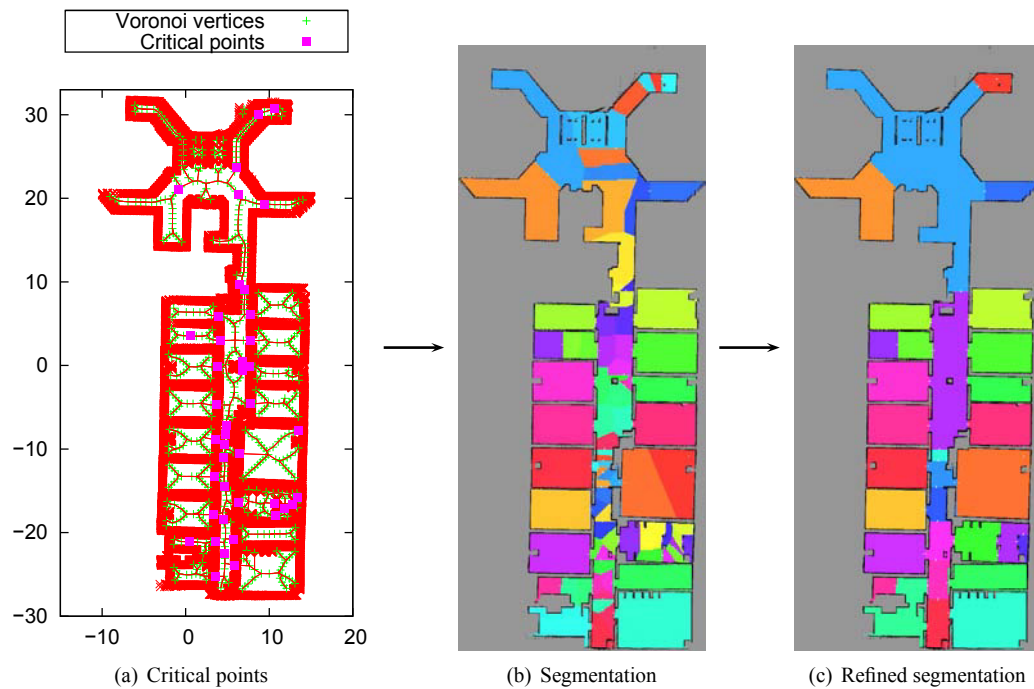 Voronoi vertices
Critical points
30
20
10
0
−10
−20
−30
−10 0 10 20
(a) Critical points
(b) Segmentation
(c) Refined segmentation